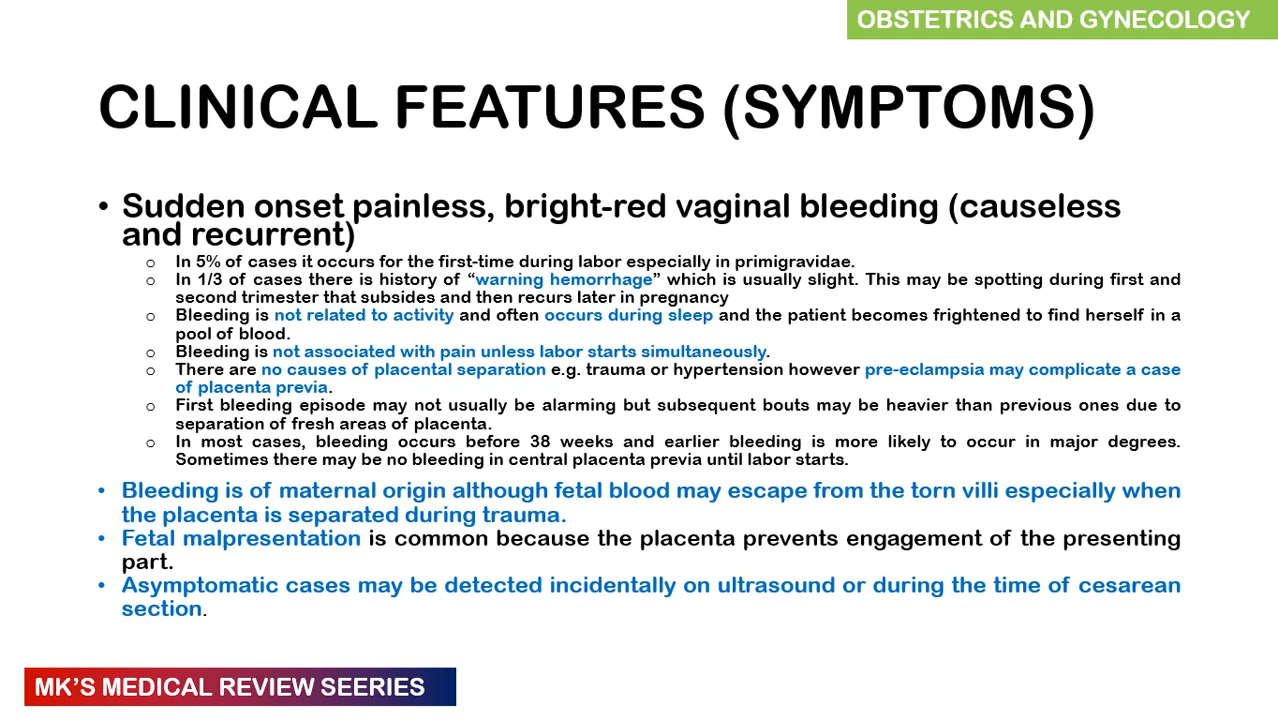 OBSTETRICS AND GYNECOLOGY
CLINICAL FEATURES (SYMPTOMS)
• Sudden onset painless, bright-red vaginal bleeding (causeless
and recurrent)
o In 5% of cases it occurs for the first-time during labor especially in primigravidae.
o In 1/3 of cases there is history of “warning hemorrhage” which is usually slight. This may be spotting during first and
second trimester that subsides and then recurs later in pregnancy
o Bleeding is not related to activity and often occurs during sleep and the patient becomes frightened to find herself in a
pool of blood.
o Bleeding is not associated with pain unless labor starts simultaneously.
o There are no causes of placental separation e.g. trauma or hypertension however pre-eclampsia may complicate a case
of placenta previa.
o First bleeding episode may not usually be alarming but subsequent bouts may be heavier than previous ones due to
separation of fresh areas of placenta.
o In most cases, bleeding occurs before 38 weeks and earlier bleeding is more likely to occur in major degrees.
Sometimes there may be no bleeding in central placenta previa until labor starts.
• Bleeding is of maternal origin although fetal blood may escape from the torn villi especially when
the placenta is separated during trauma.
• Fetal malpresentation is common because the placenta prevents engagement of the presenting
part.
• Asymptomatic cases may be detected incidentally on ultrasound or during the time of cesarean
section.
MK’S MEDICAL REVIEW SEERIES